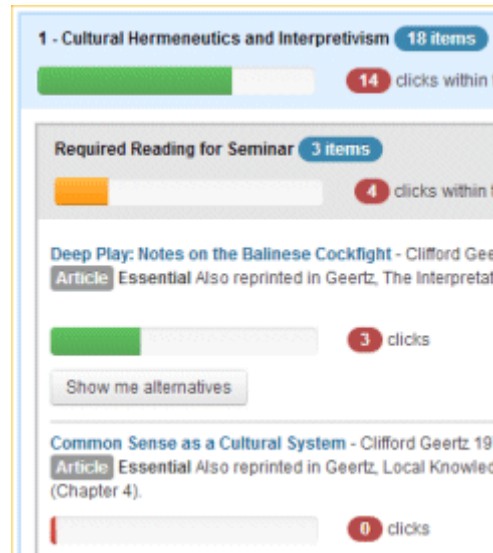 1 - Cultural Hermeneutics and Interpretivism 18 items
14 clicks within
Required Reading for Seminar 3 items
4 clicks within
Deep Play: Notes on the Balinese Cockfight - Clifford
Article Essential Also reprinted in Geertz, The
3 clicks
Show me alternatives
Common Sense as a Cultural System - Clifford Geertz
Article Essential Also reprinted in Geertz, Local
(Chapter 4).
0 clicks